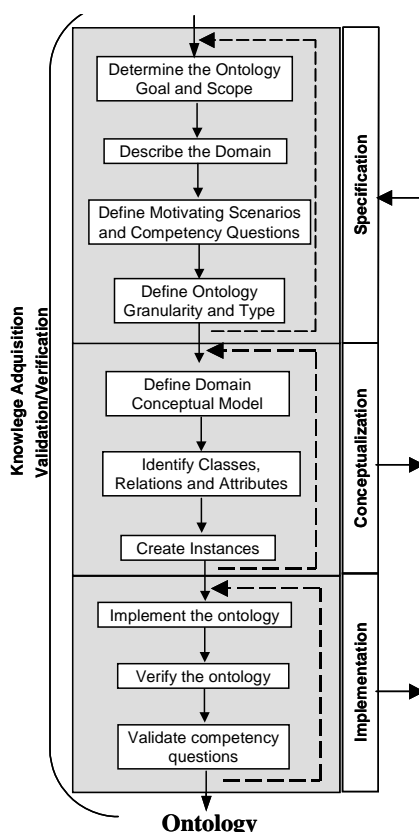 Determine the Ontology
Goal and Scope
Describe the Domain
Define Motivating Scenarios
and Competency Questions
Define Ontology
Granularity and Type
Specification
Knowlege Adquisition
Validation/Verification
Define Domain
Conceptual Model
Identify Classes,
Relations and Attributes
Create Instances
Conceptualization
Implement the ontology
Verify the ontology
Validate competency
questions
Implementation
Ontology